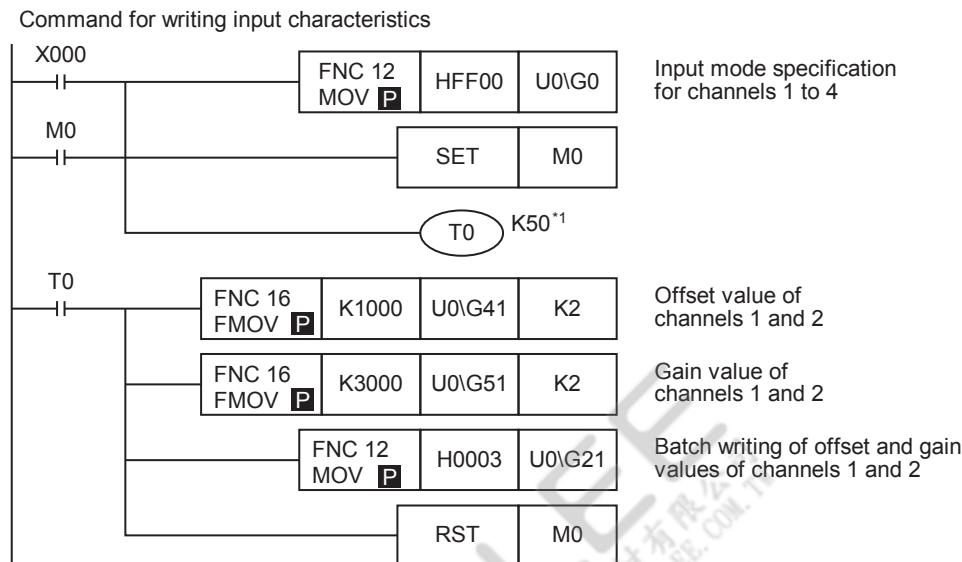 Command for writing input characteristics
X000
FNC 12
MOV P
HFF00
U0\G0
Input mode specification
for channels 1 to 4
M0
SET
M0
T0
K50*1
T0
FNC 16
FMOV P
K1000
U0\G41
K2
Offset value of
channels 1 and 2
FNC 16
FMOV P
K3000
U0\G51
K2
Gain value of
channels 1 and 2
FNC 12
MOV P
H0003
U0\G21
Batch writing of offset and gain
values of channels 1 and 2
RST
M0